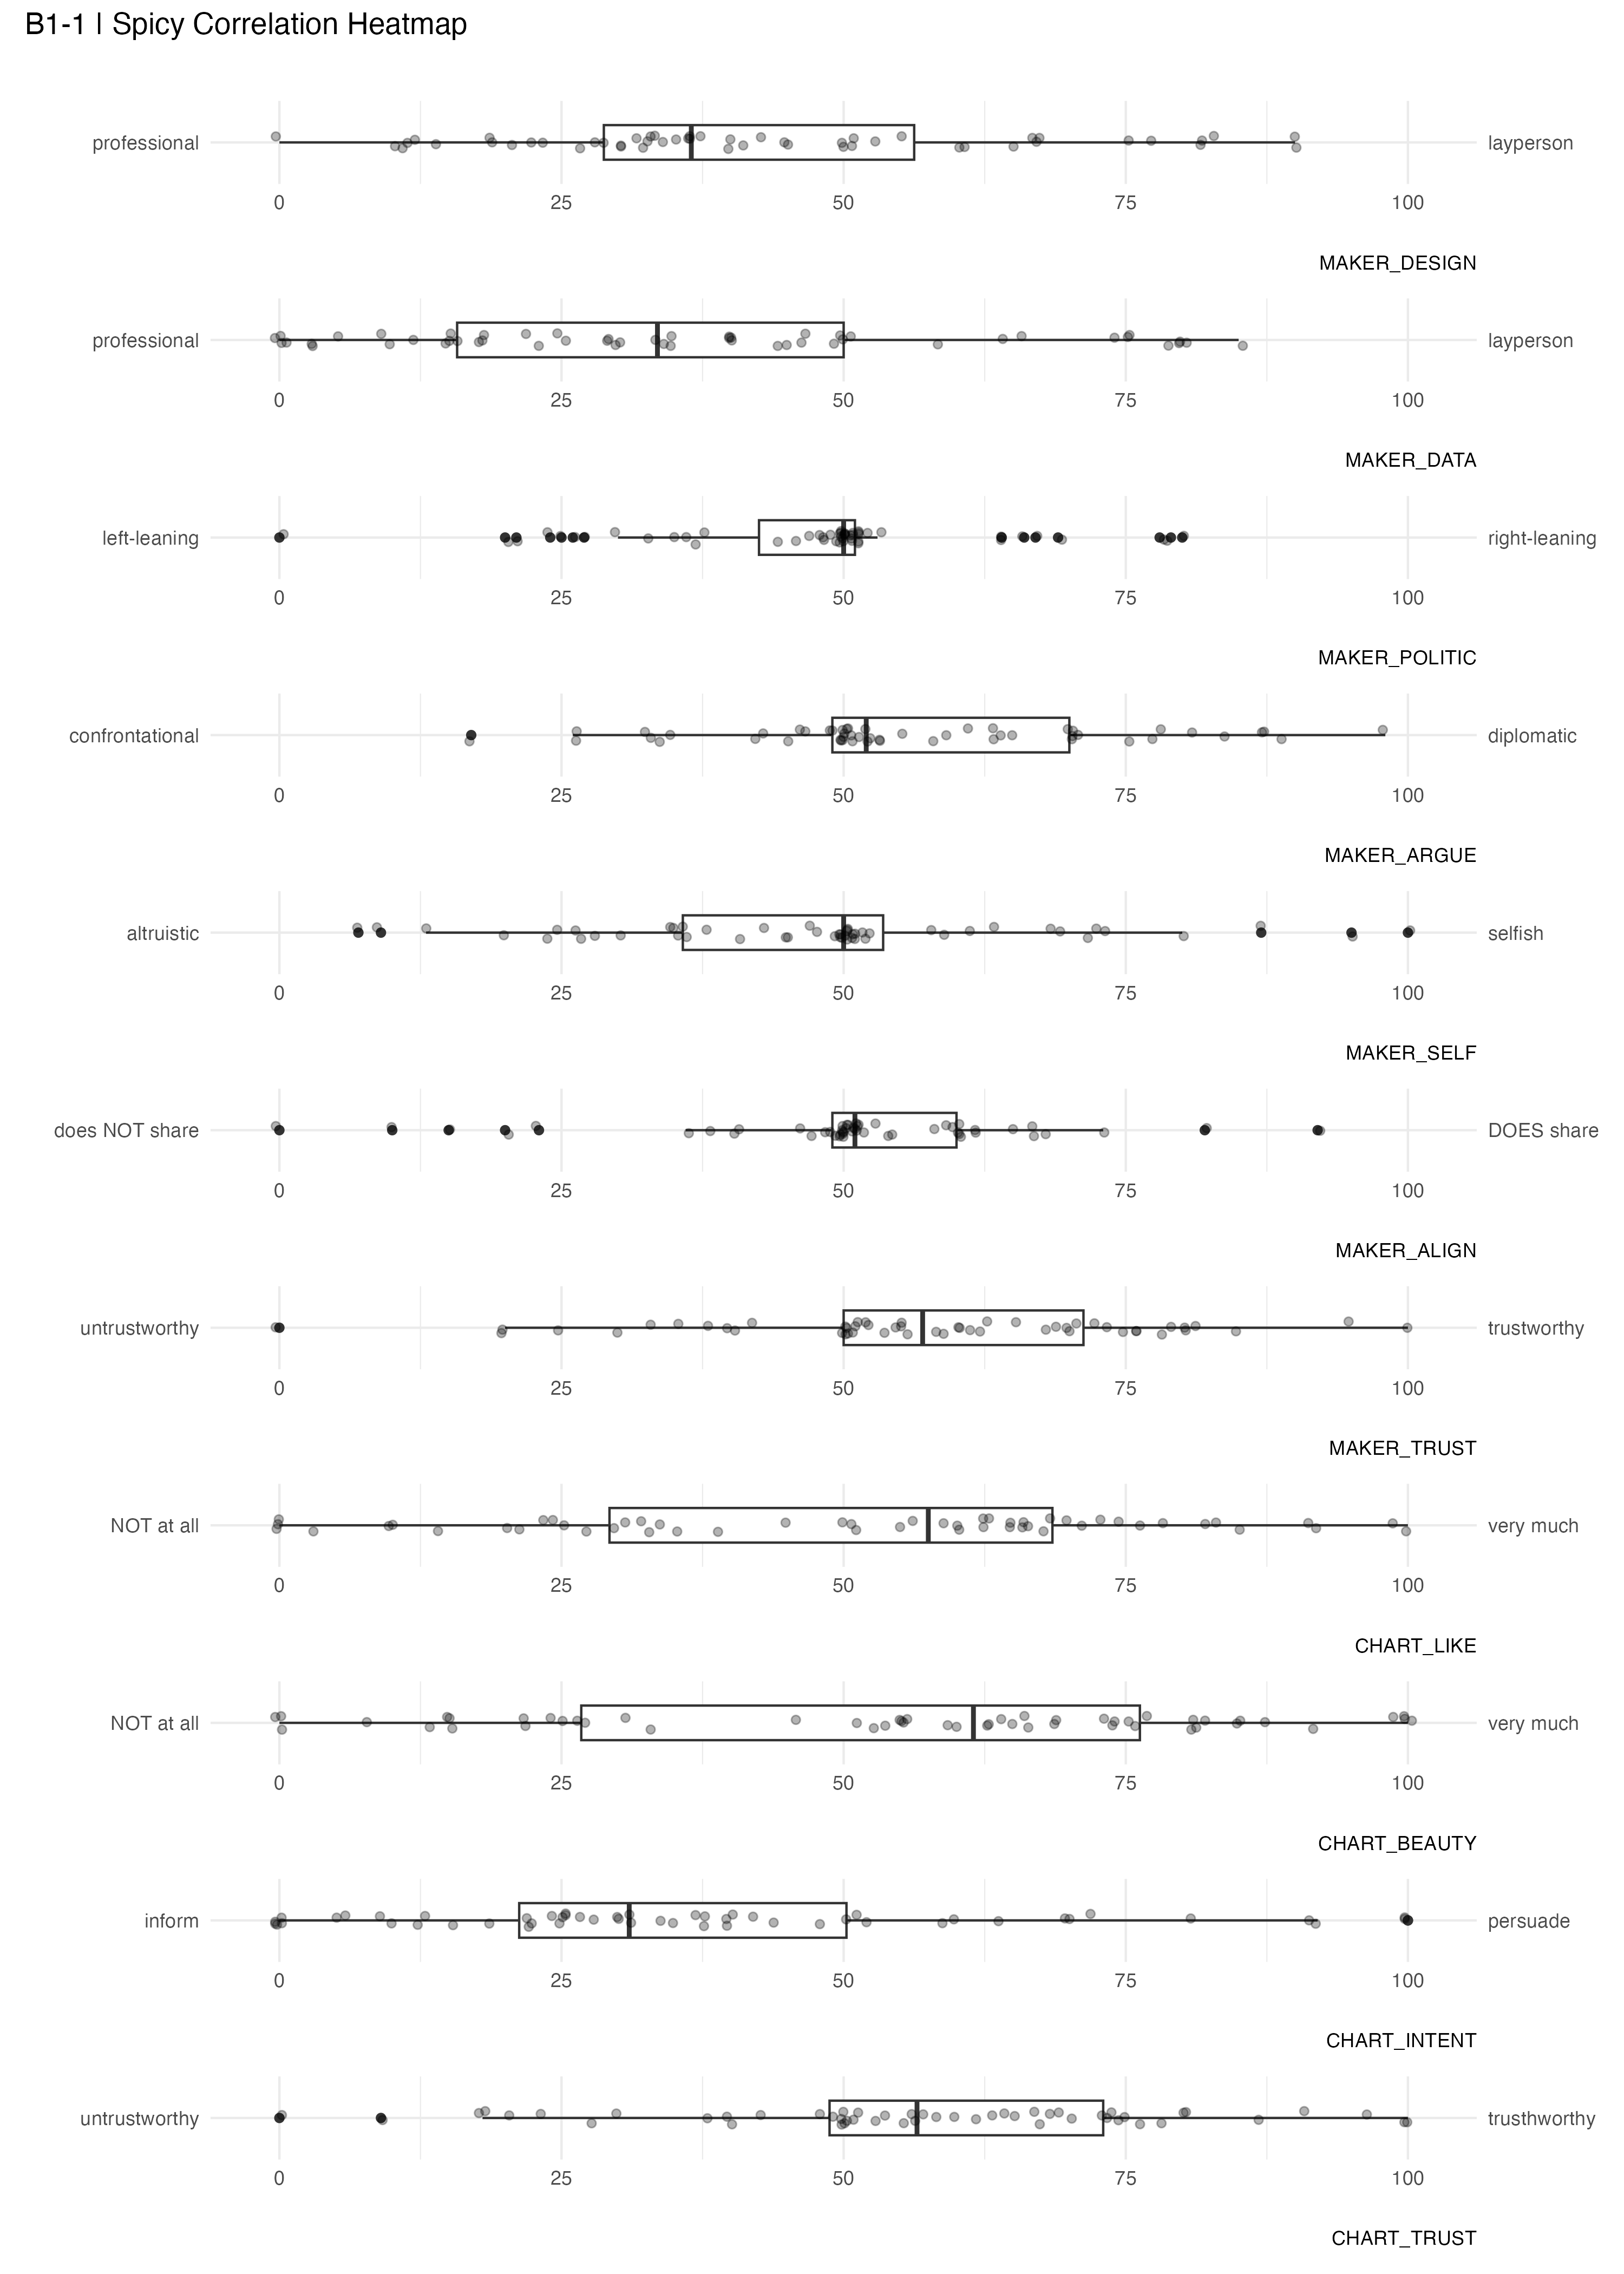 B1-1 | Spicy Correlation Heatmap
professional layperson
0 25 50 75 100
MAKER_DESIGN
professional layperson
0 25 50 75 100
MAKER_DATA
left-leaning right-leaning
0 25 50 75 100
MAKER_POLITIC
confrontational diplomatic
0 25 50 75 100
MAKER_ARGUE
altruistic selfish
0 25 50 75 100
MAKER_SELF
does NOT share DOES share
0 25 50 75 100
MAKER_ALIGN
untrustworthy trustworthy
0 25 50 75 100
MAKER_TRUST
NOT at all very much
0 25 50 75 100
CHART_LIKE
NOT at all very much
0 25 50 75 100
CHART_BEAUTY
inform persuade
0 25 50 75 100
CHART_INTENT
untrustworthy trusthworthy
0 25 50 75 100
CHART_TRUST